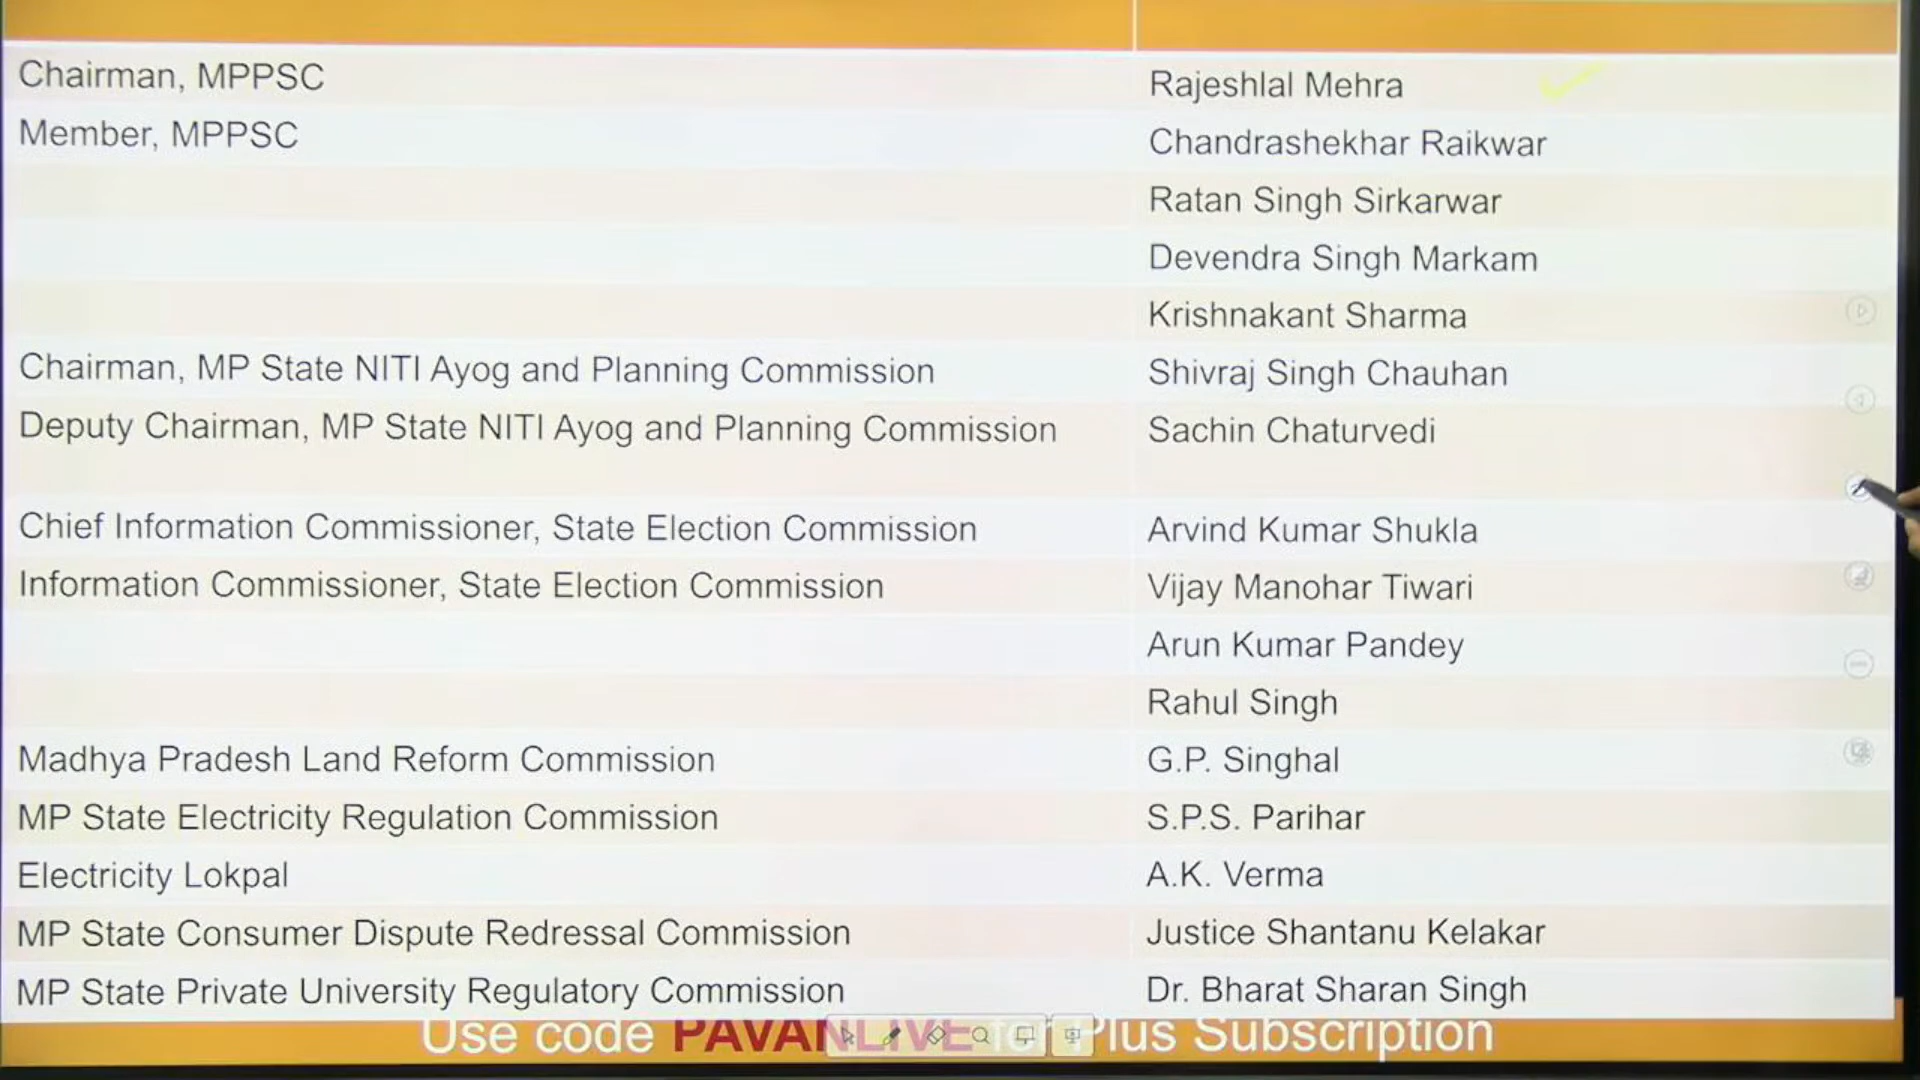 Chairman, MPPSC Rajeshlal Mehra
Member, MPPSC Chandrashekhar Raikwar
Ratan Singh Sirkarwar
Devendra Singh Markam
Krishnakant Sharma
Chairman, MP State NITI Ayog and Planning Commission Shivraj Singh Chauhan
Deputy Chairman, MP State NITI Ayog and Planning Commission Sachin Chaturvedi
Chief Information Commissioner, State Election Commission Arvind Kumar Shukla
Information Commissioner, State Election Commission Vijay Manohar Tiwari
Arun Kumar Pandey
Rahul Singh
Madhya Pradesh Land Reform Commission G.P. Singhal
MP State Electricity Regulation Commission S.P.S. Parihar
Electricity Lokpal A.K. Verma
MP State Consumer Dispute Redressal Commission Justice Shantanu Kelakar
MP State Private University Regulatory Commission Dr. Bharat Sharan Singh
Use code PAVANLIVE for Plus Subscription